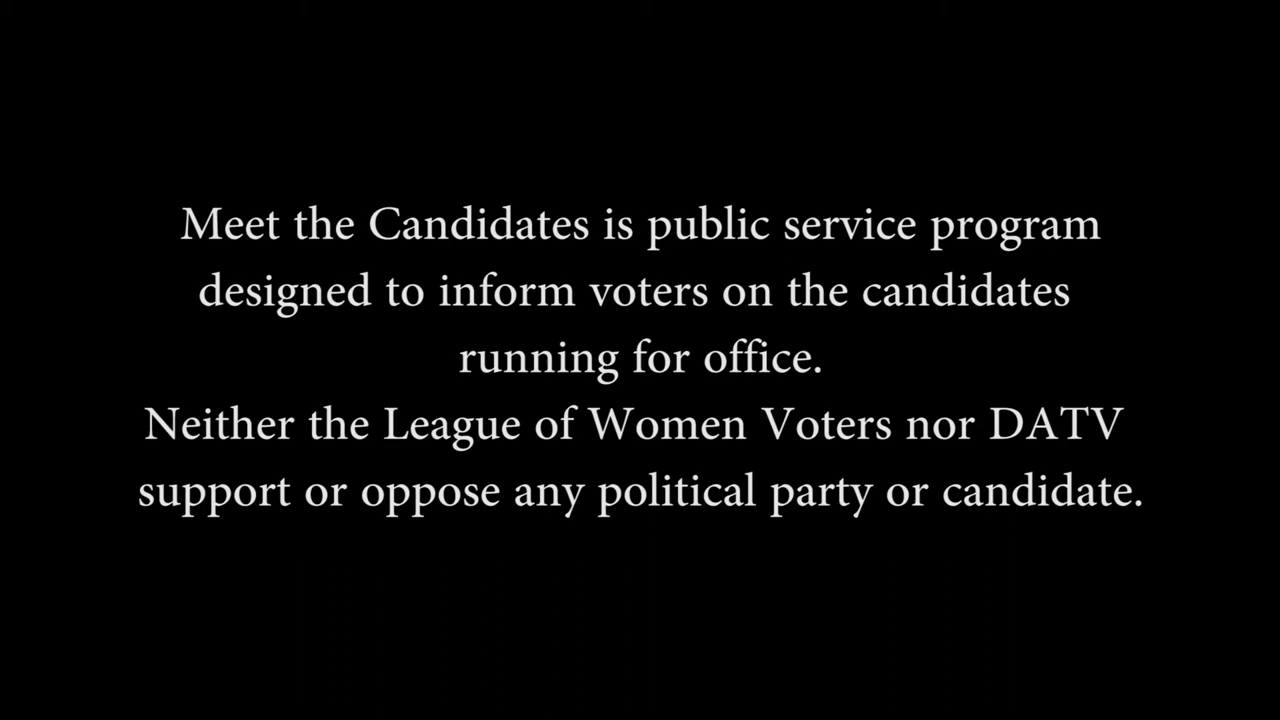 Meet the Candidates is public service program
designed to inform voters on the candidates
running for office.
Neither the League of Women Voters nor DATV
support or oppose any political party or candidate.